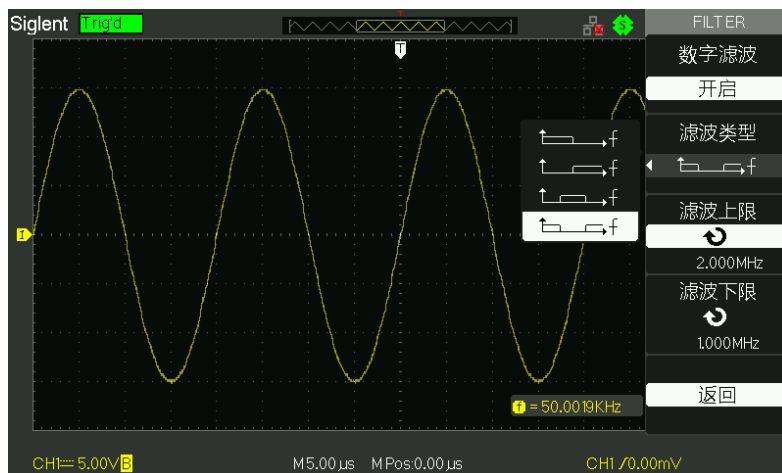 Siglent Trig'd
T
FILTER
数字滤波
开启
滤波类型
f
f
f
f
f
滤波上限
2.000MHz
滤波下限
1.000MHz
返回
1
f = 50.0019KHz
CH1 5.00V B
M5.00μs M Pos:0.00μs
CH1 /0.00mV